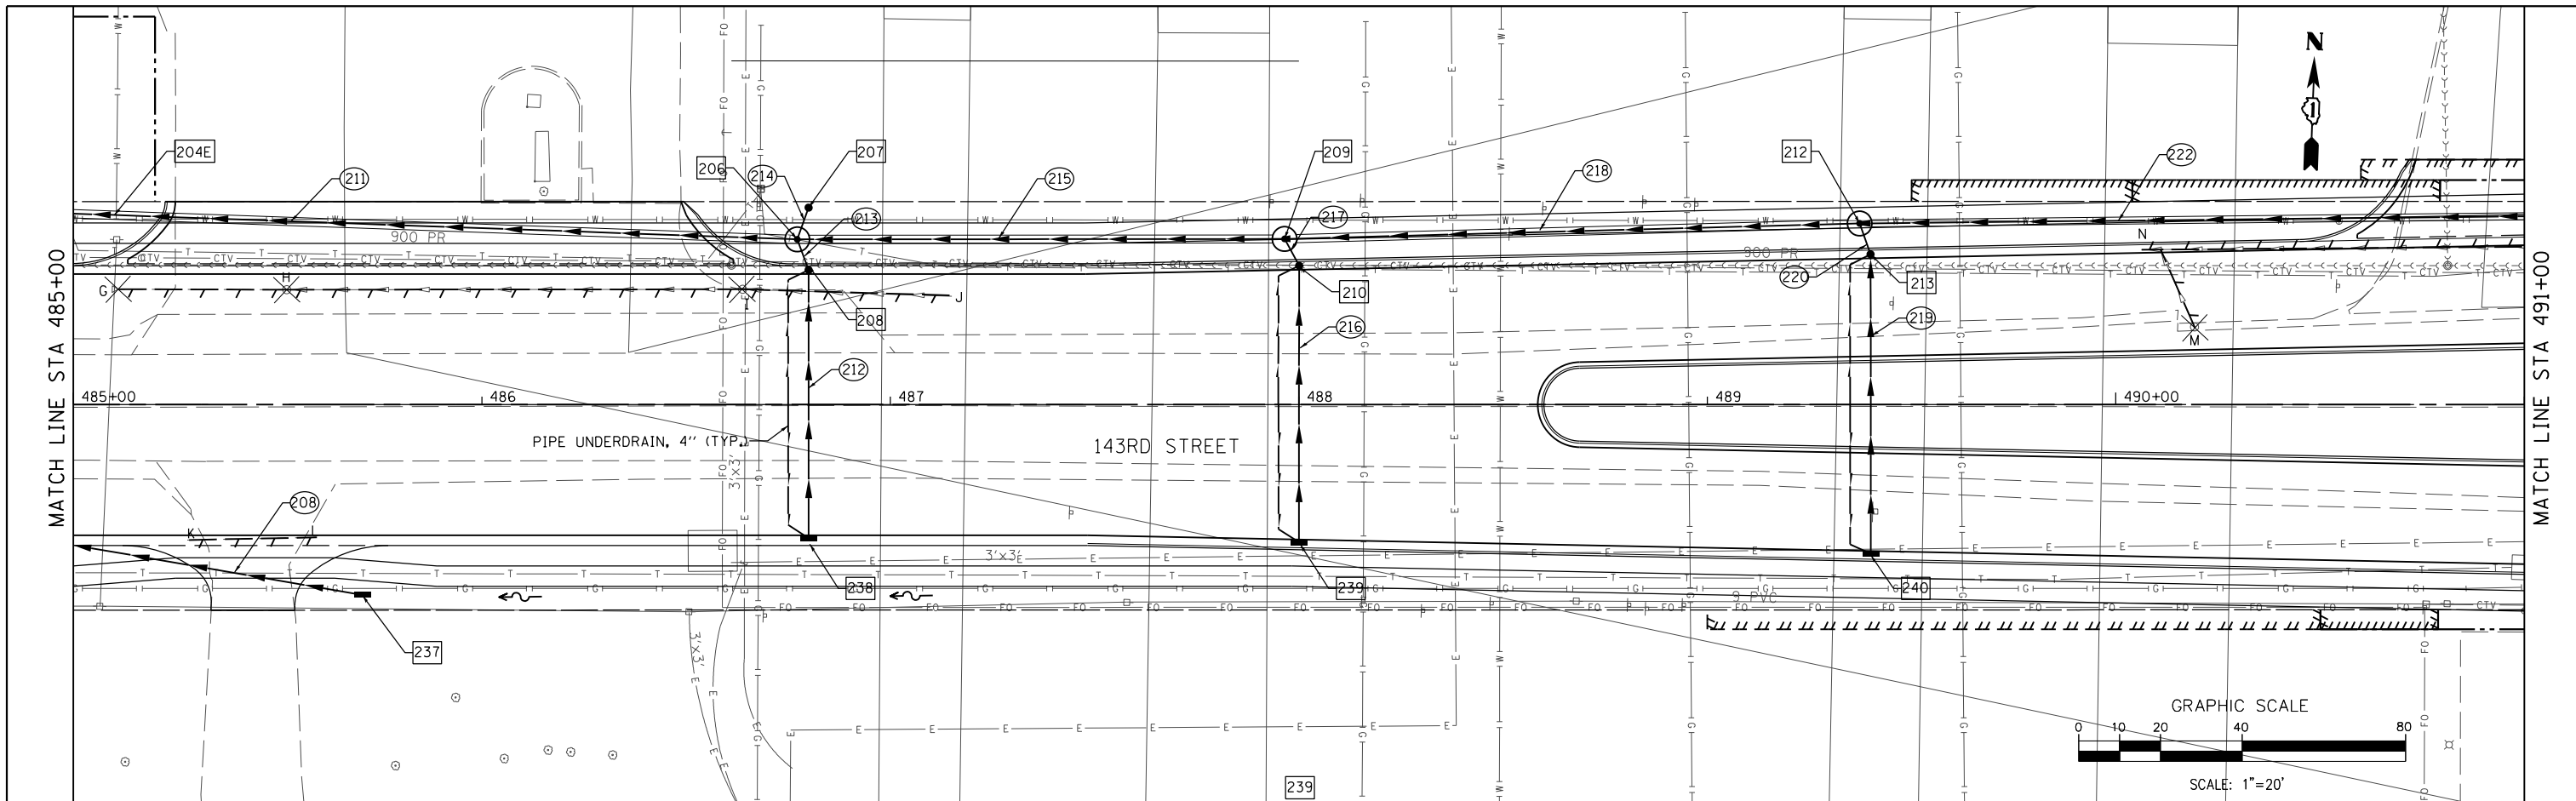 N
1
204E
211
206
214
207
213
215
209
217
218
212
222
900 PR
900 PR
G
H
I
J
N
M
208
210
220
213
216
219
212
MATCH LINE STA 485+00
MATCH LINE STA 491+00
485+00
486
487
488
489
490+00
PIPE UNDERDRAIN, 4" (TYP.)
143RD STREET
3'x3'
208
K
L
3'x3'
238
239
240
9 PVC
237
3'x3'
GRAPHIC SCALE
0 10 20 40 80
SCALE: 1"=20'
239